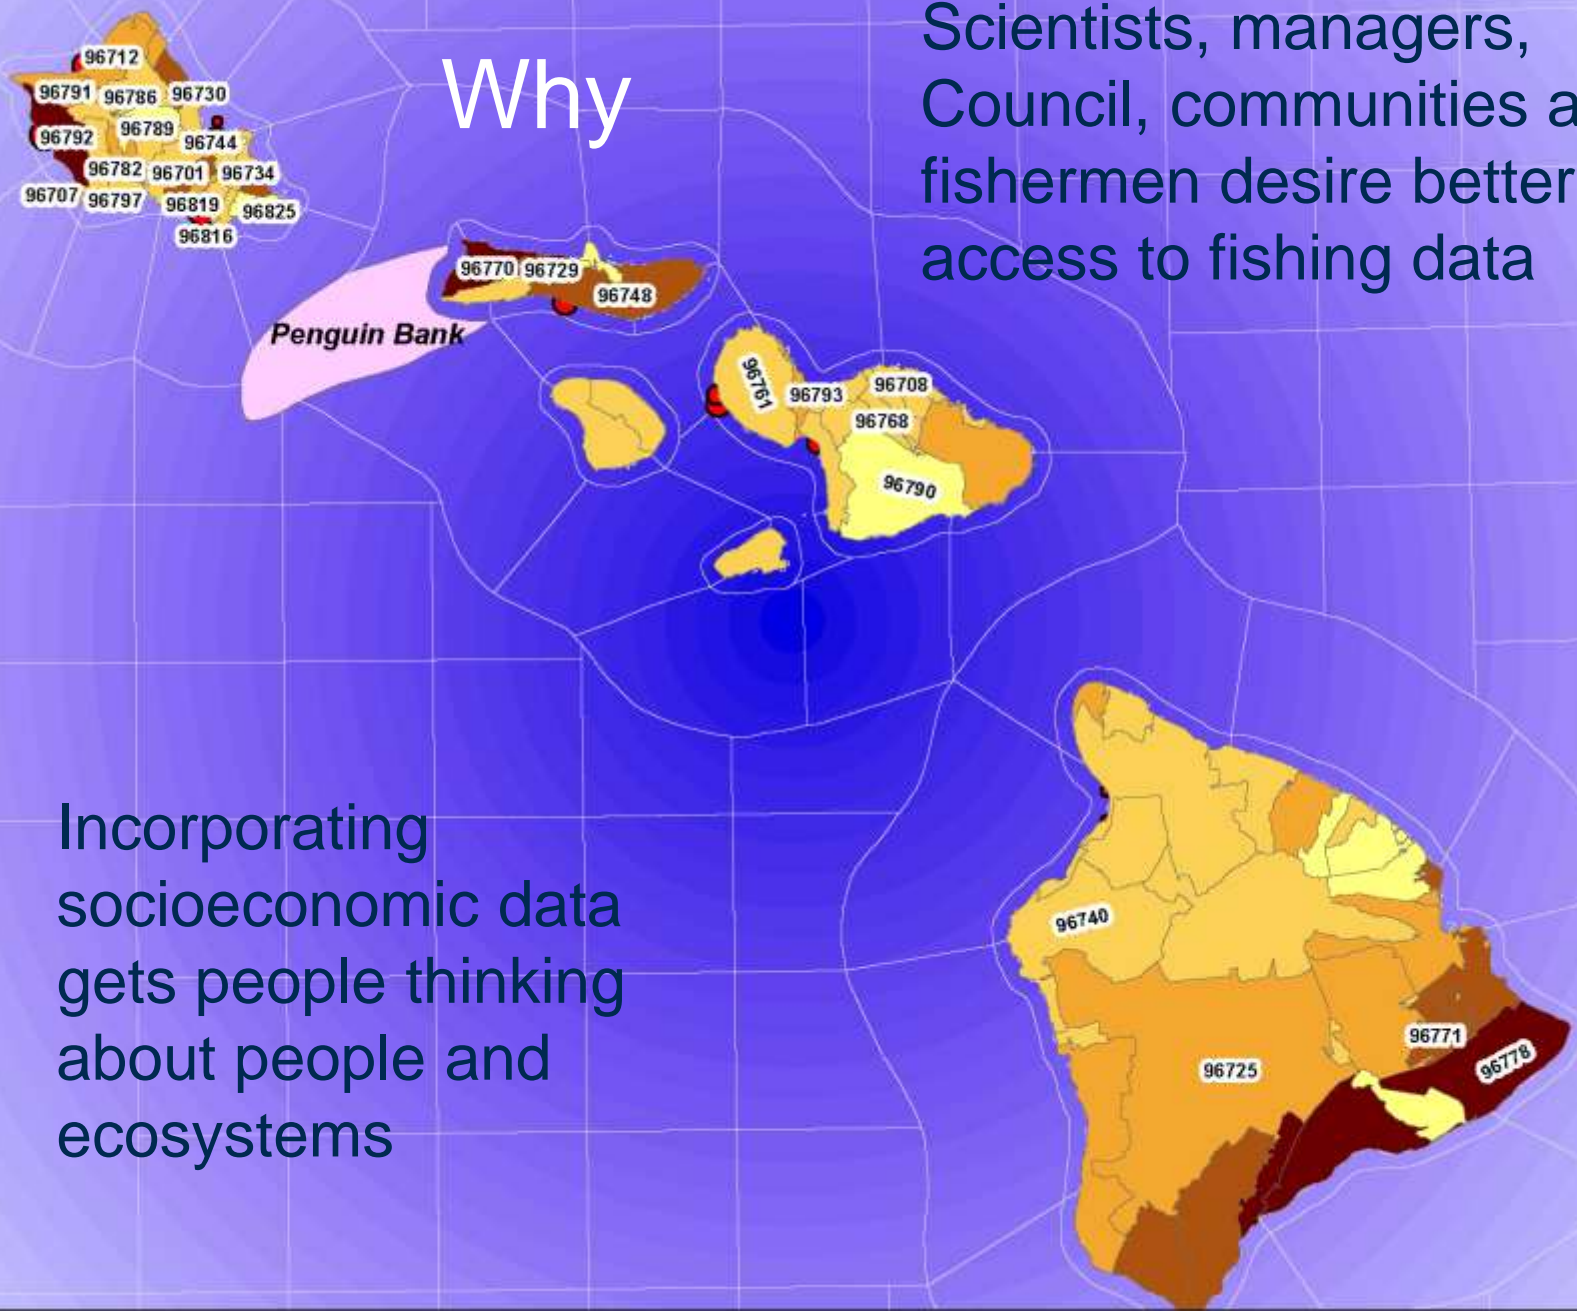 Why
Scientists, managers,
Council, communities a
fishermen desire better
access to fishing data
96712
96791 96786 96730
96792 96789 96744
96782 96701 96734
96707 96797 96819 96825
96816
96770 96729
96748
Penguin Bank
96761 96793 96708
96768
96790
Incorporating
socioeconomic data
gets people thinking
about people and
ecosystems
96740
96771
96725 96778